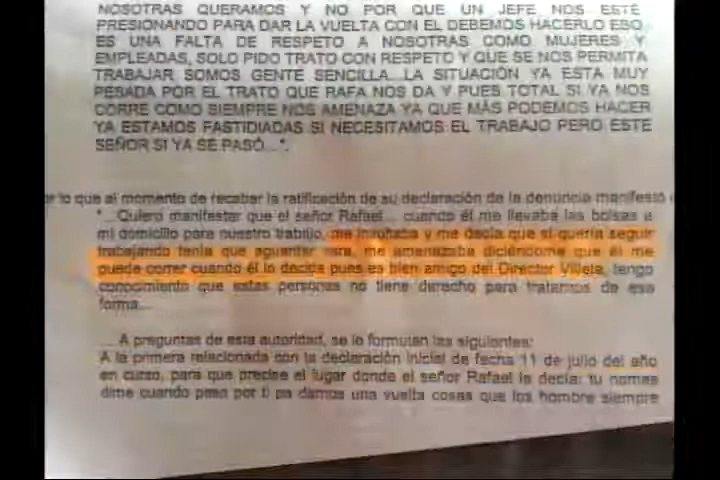 NOSOTRAS QUERAMOS Y NO POR QUE UN JEFE NOS ESTÉ
PRESIONANDO PARA DAR LA VUELTA CON EL DEBEMOS HACERLO ESO
ES UNA FALTA DE RESPETO A NOSOTRAS COMO MUJERES Y
EMPLEADAS, SOLO PIDO TRATO CON RESPETO Y QUE SE NOS PERMITA
TRABAJAR SOMOS GENTE SENCILLA...LA SITUACIÓN YA ESTA MUY
PESADA POR EL TRATO QUE RAFA NOS DA Y PUES TOTAL SI YA NOS
CORRE COMO SIEMPRE NOS AMENAZA YA QUE MÁS PODEMOS HACER
YA ESTAMOS FASTIDIADAS SI NECESITAMOS EL TRABAJO PERO ESTE
SEÑOR SI YA SE PASÓ...".
or lo que al momento de recabar la ratificación de su declaración de la denuncia manifestó
"...Quiero manifestar que el señor Rafael... cuando él me llevaba las bolsas a
mi domicilio para nuestro trabajo, me insultaba y me decía que si quería seguir
trabajando tenía que aguantar vara, me amenazaba diciéndome que él me
puede correr cuando él lo decida pues es bien amigo del Director Villela, tengo
conocimiento que estas personas no tiene derecho para tratarnos de esa
forma...
... A preguntas de esta autoridad, se le formulan las siguientes:
A la primera relacionada con la declaración inicial de fecha 11 de julio del año
en curso, para que precise el lugar donde el señor Rafael le decía: tu nomas
dime cuando paso por ti pa darnos una vuelta cosas que los hombre siempre